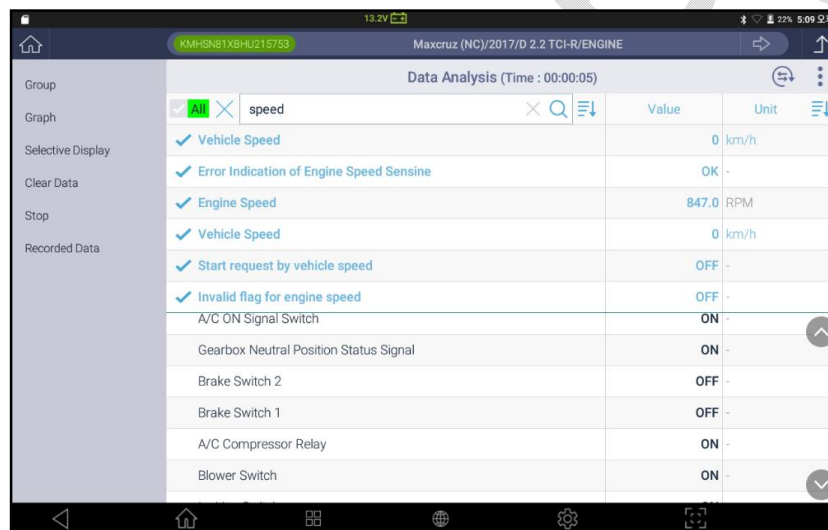 13.2V
22% 5:09
KMHSN81XBHU215753 Maxcruz (NC)/2017/D 2.2 TCI-R/ENGINE
Data Analysis (Time : 00:00:05)
Group
Graph
Selective Display
Clear Data
Stop
Recorded Data
All speed Value Unit
Vehicle Speed 0 km/h
Error Indication of Engine Speed Sensine OK -
Engine Speed 847.0 RPM
Vehicle Speed 0 km/h
Start request by vehicle speed OFF -
Invalid flag for engine speed OFF -
A/C ON Signal Switch ON -
Gearbox Neutral Position Status Signal ON -
Brake Switch 2 OFF -
Brake Switch 1 OFF -
A/C Compressor Relay ON -
Blower Switch ON -